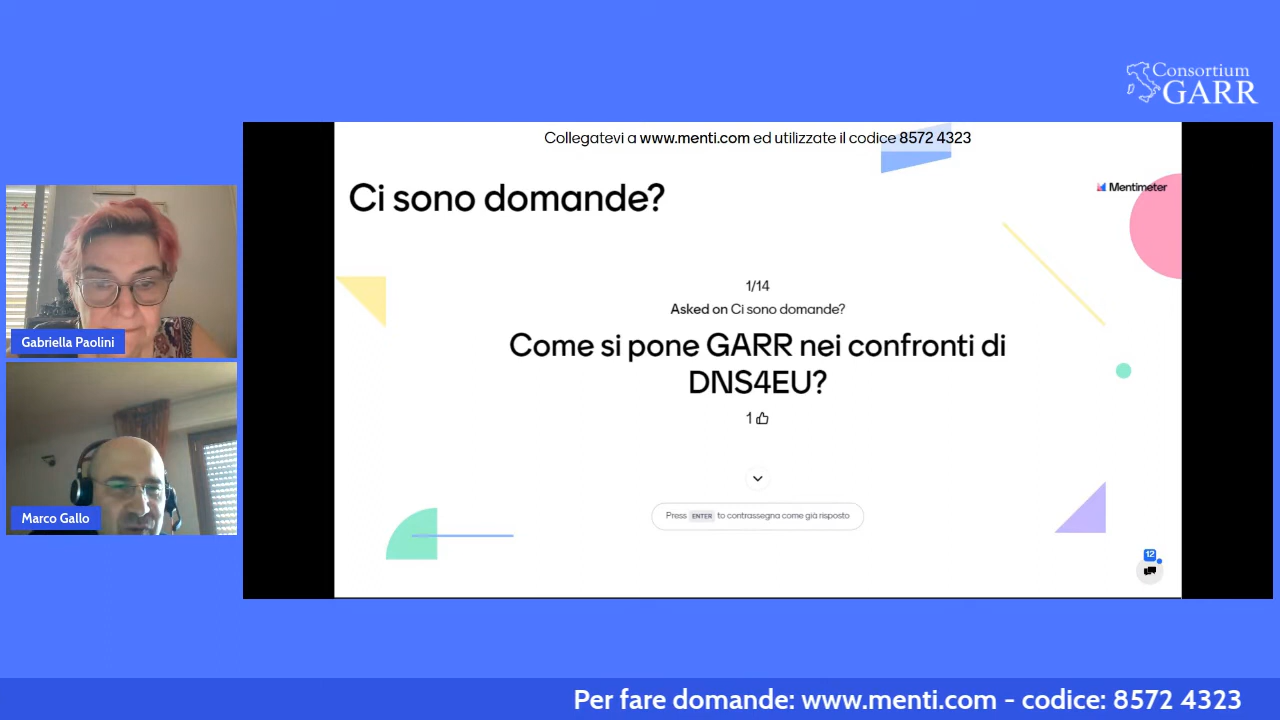 Consortium
GARR
Collegatevi a www.menti.com ed utilizzate il codice 8572 4323
Ci sono domande?
Mentimeter
1/14
Asked on Ci sono domande?
Come si pone GARR nei confronti di
DNS4EU?
1
Gabriella Paolini
Marco Gallo
Press ENTER to contrassegna come già risposto
12
Per fare domande: www.menti.com - codice: 8572 4323